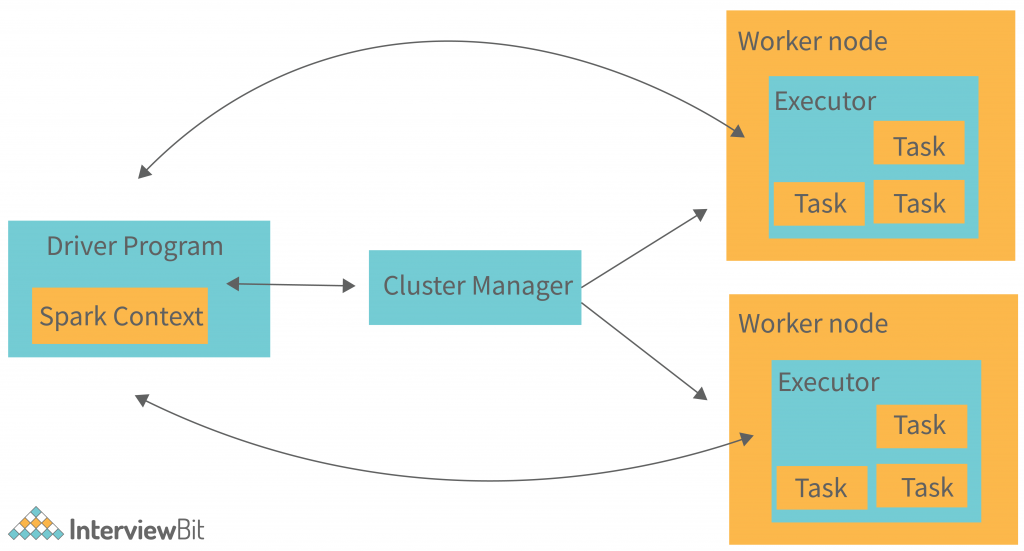 Worker node
Executor
Task
Task
Task
Driver Program
Spark Context
Cluster Manager
Worker node
Executor
Task
Task
Task
InterviewBit